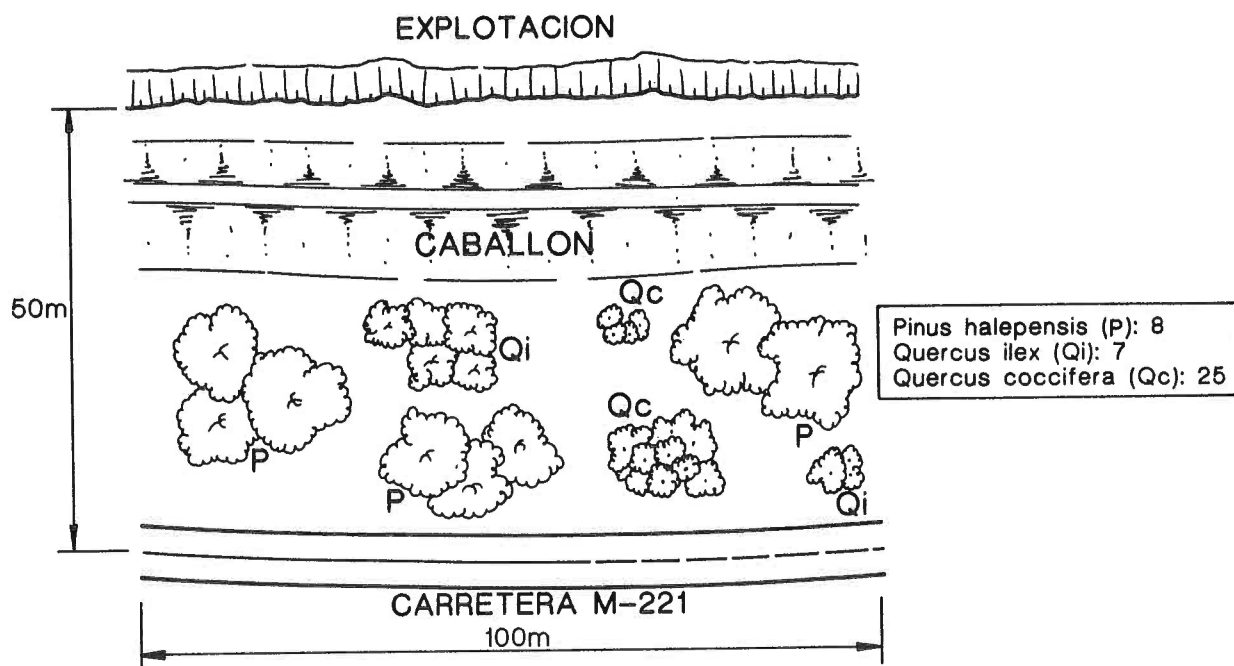 EXPLOTACION
CABALLON
50m
Qc
Qi
Pinus halepensis (P): 8
Quercus ilex (Qi): 7
Quercus coccifera (Qc): 25
Qc
P
P
P
Qi
CARRETERA M-221
100m